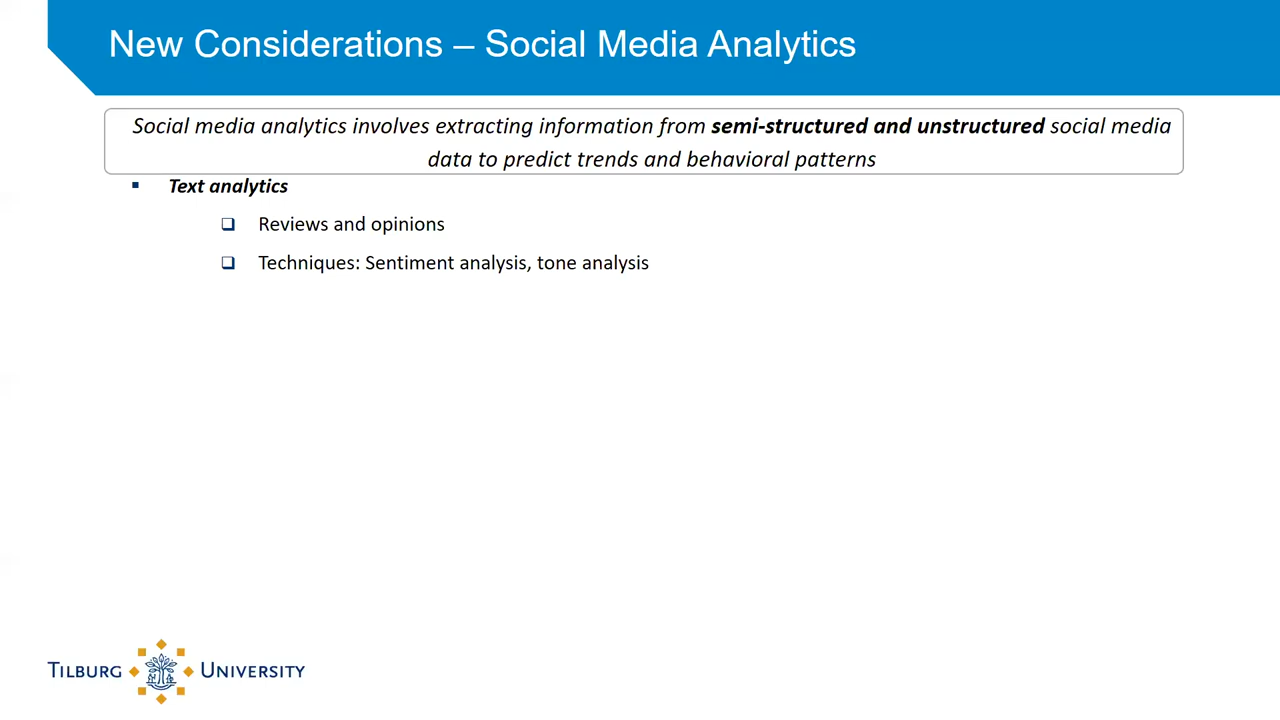 New Considerations – Social Media Analytics
Social media analytics involves extracting information from semi-structured and unstructured social media
data to predict trends and behavioral patterns
Text analytics
Reviews and opinions
Techniques: Sentiment analysis, tone analysis
TILBURG UNIVERSITY